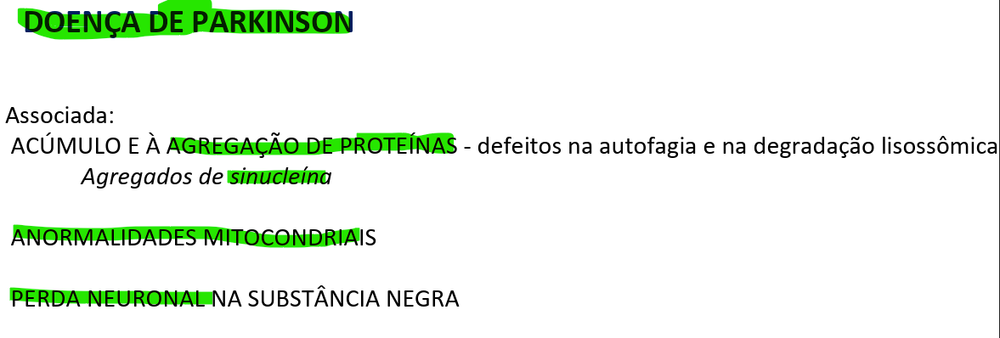 DOENÇA DE PARKINSON
Associada:
ACÚMULO E À AGREGAÇÃO DE PROTEÍNAS - defeitos na autofagia e na degradação lisossômica
Agregados de sinucleína
ANORMALIDADES MITOCONDRIAIS
PERDA NEURONAL NA SUBSTÂNCIA NEGRA